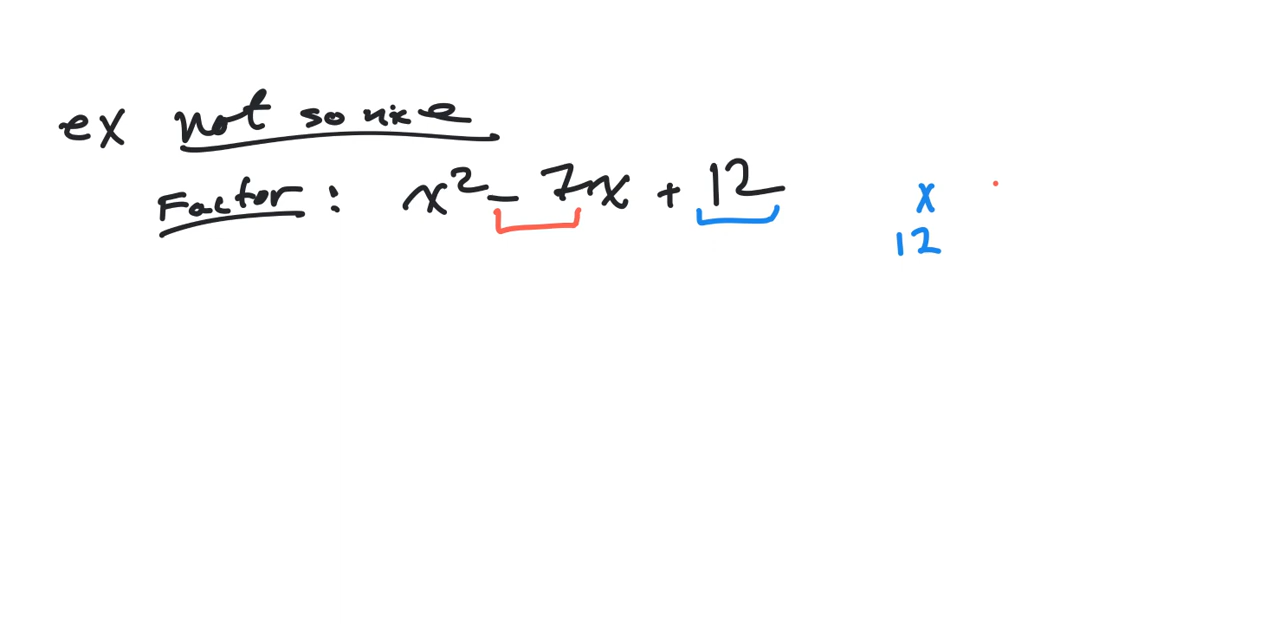 ex not so nice
Factor: x² - 7x + 12
x
12